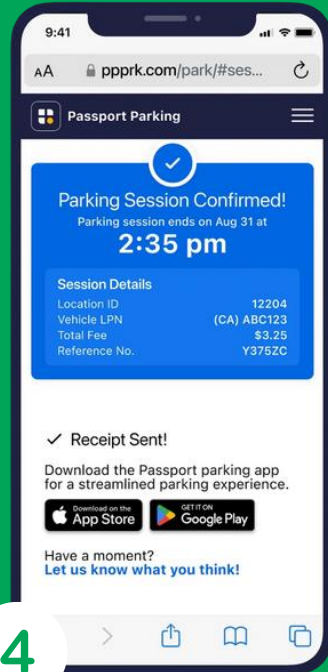 9:41
AA ppprk.com/park/#ses...
Passport Parking
Parking Session Confirmed!
Parking session ends on Aug 31 at
2:35 pm
Session Details
Location ID 12204
Vehicle LPN (CA) ABC123
Total Fee $3.25
Reference No. Y375ZC
✓ Receipt Sent!
Download the Passport parking app
for a streamlined parking experience.
Download on the App Store
GET IT ON Google Play
Have a moment?
Let us know what you think!
4